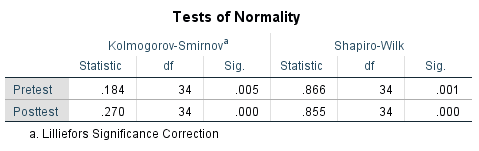 Tests of Normality
Kolmogorov-Smirnovᵃ Shapiro-Wilk
Statistic df Sig. Statistic df Sig.
Pretest .184 34 .005 .866 34 .001
Posttest .270 34 .000 .855 34 .000
a. Lilliefors Significance Correction